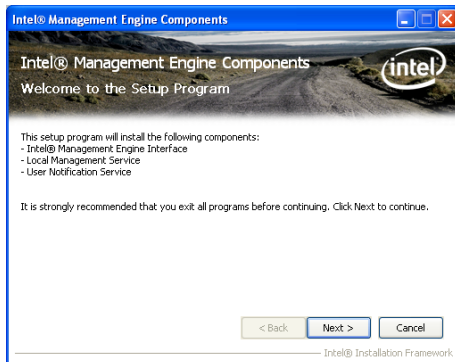 Intel® Management Engine Components
Intel® Management Engine Components
Welcome to the Setup Program
intel
This setup program will install the following components:
- Intel® Management Engine Interface
- Local Management Service
- User Notification Service
It is strongly recommended that you exit all programs before continuing. Click Next to continue.
< Back Next > Cancel
Intel® Installation Framework